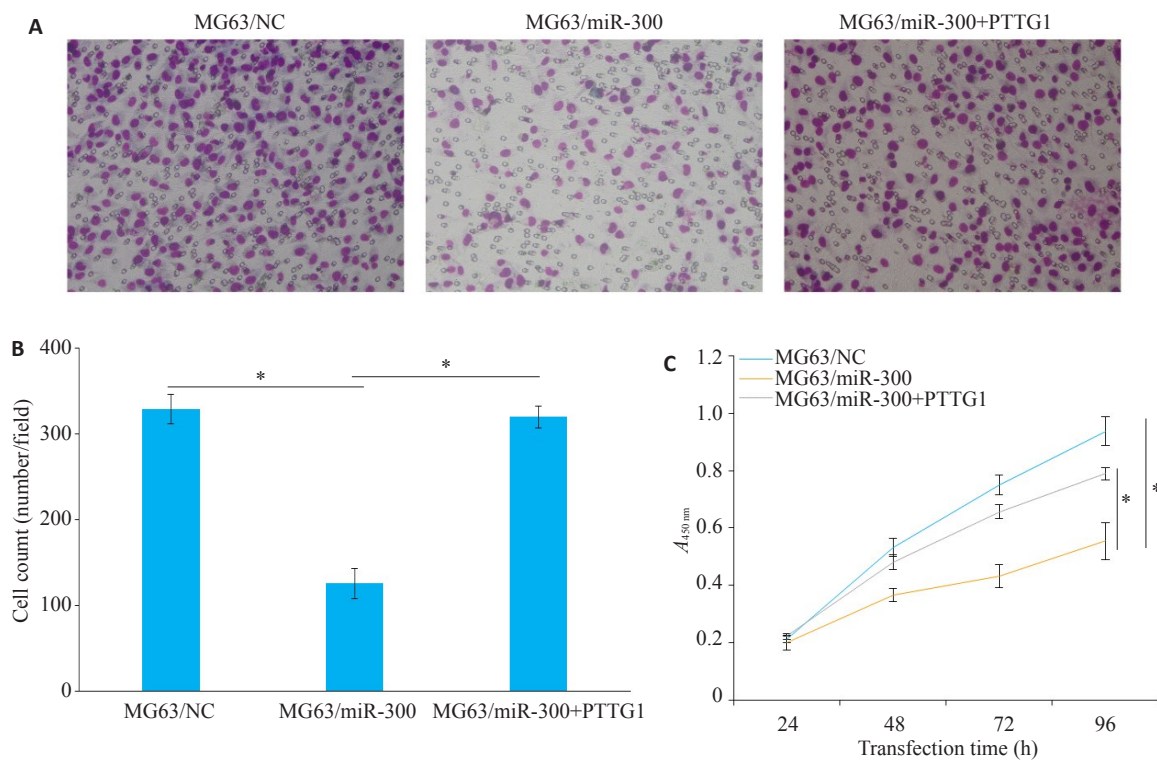 A
MG63/NC
MG63/miR-300
MG63/miR-300+PTTG1
B
Cell coumt (number/field)
400
300
200
100
0
*
*
MG63/NC
MG63/miR-300
MG63/miR-300+PTTG1
C
MG63/NC
MG63/miR-300
MG63/miR-300+PTTG1
A450 nm
1.2
1.0
0.8
0.6
0.4
0.2
0
*
*
24
48
72
96
Transfection time (h)